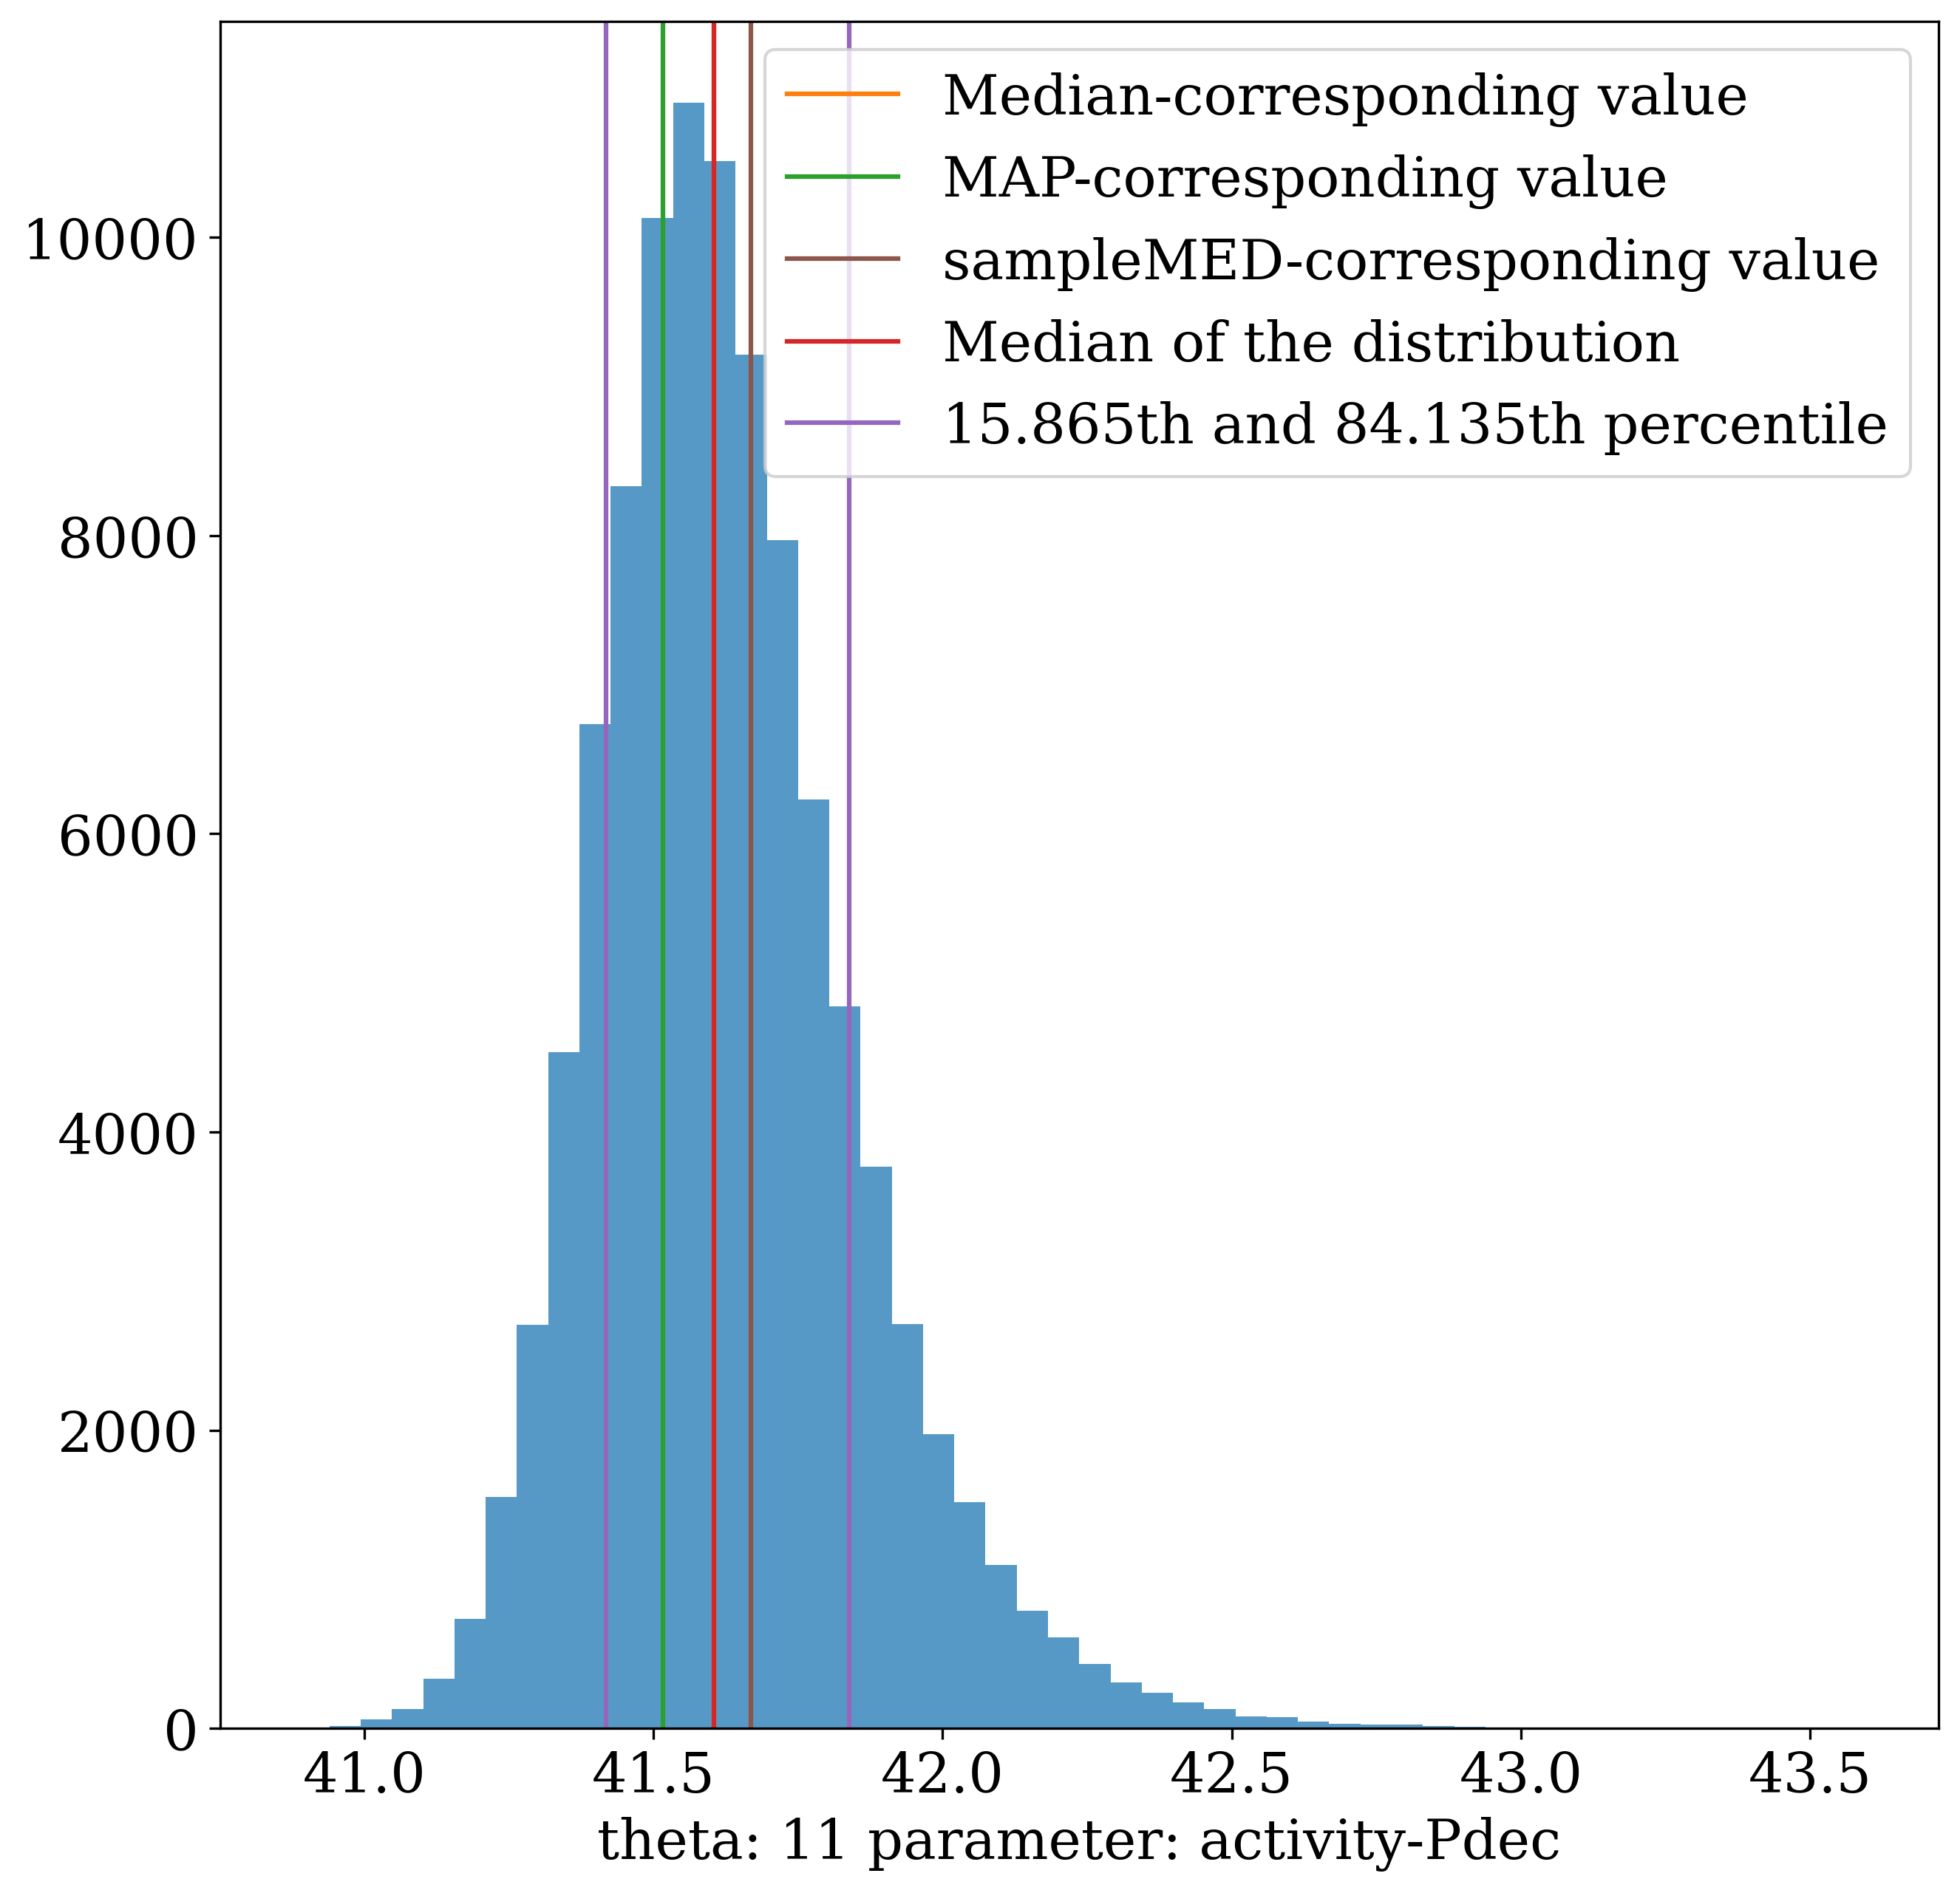 Median-corresponding value
MAP-corresponding value
sampleMED-corresponding value
Median of the distribution
15.865th and 84.135th percentile
10000
8000
6000
4000
2000
0
41.0 41.5 42.0 42.5 43.0 43.5
theta: 11 parameter: activity-Pdec